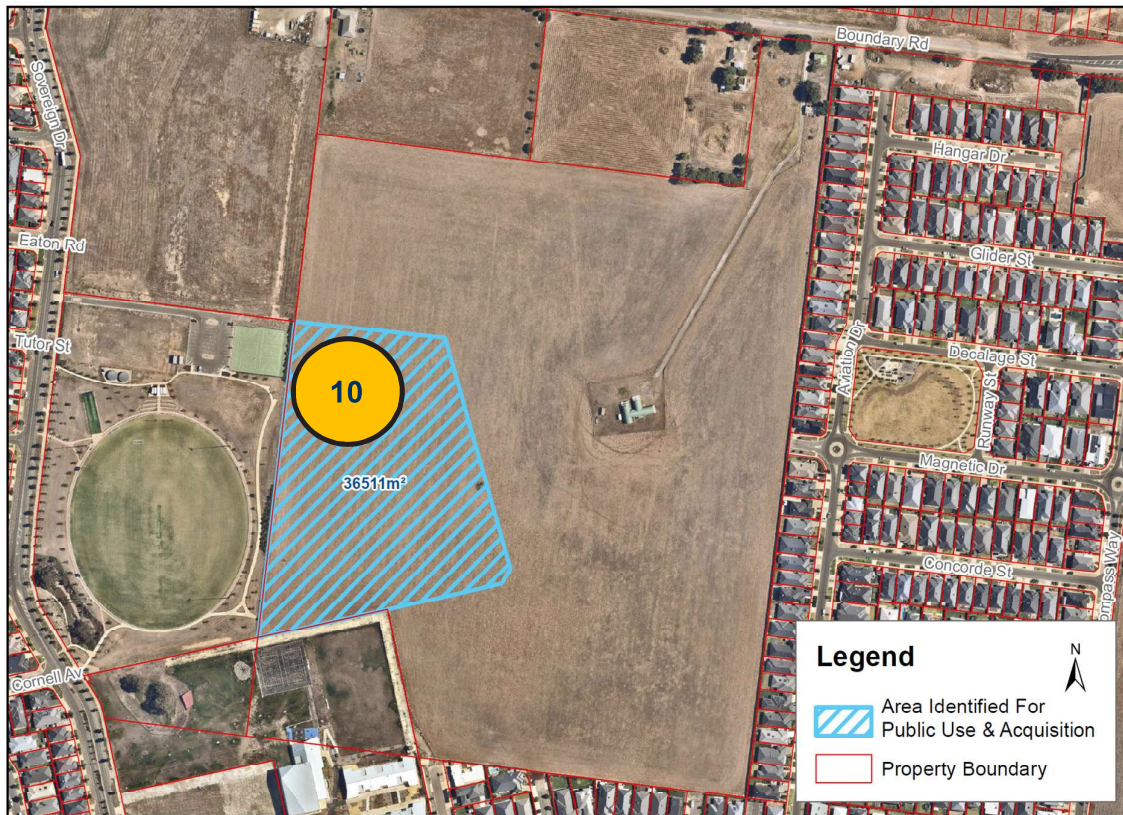 Boundary Rd
Sovereign Dr
Hangar Dr
Eaton Rd
Glider St
Tutor St
Aviation Dr
Decalage St
Runway St
10
Magnetic Dr
36511m²
Concorde St
ompass Way
Cornell Av
Legend
N
Area Identified For
Public Use & Acquisition
Property Boundary